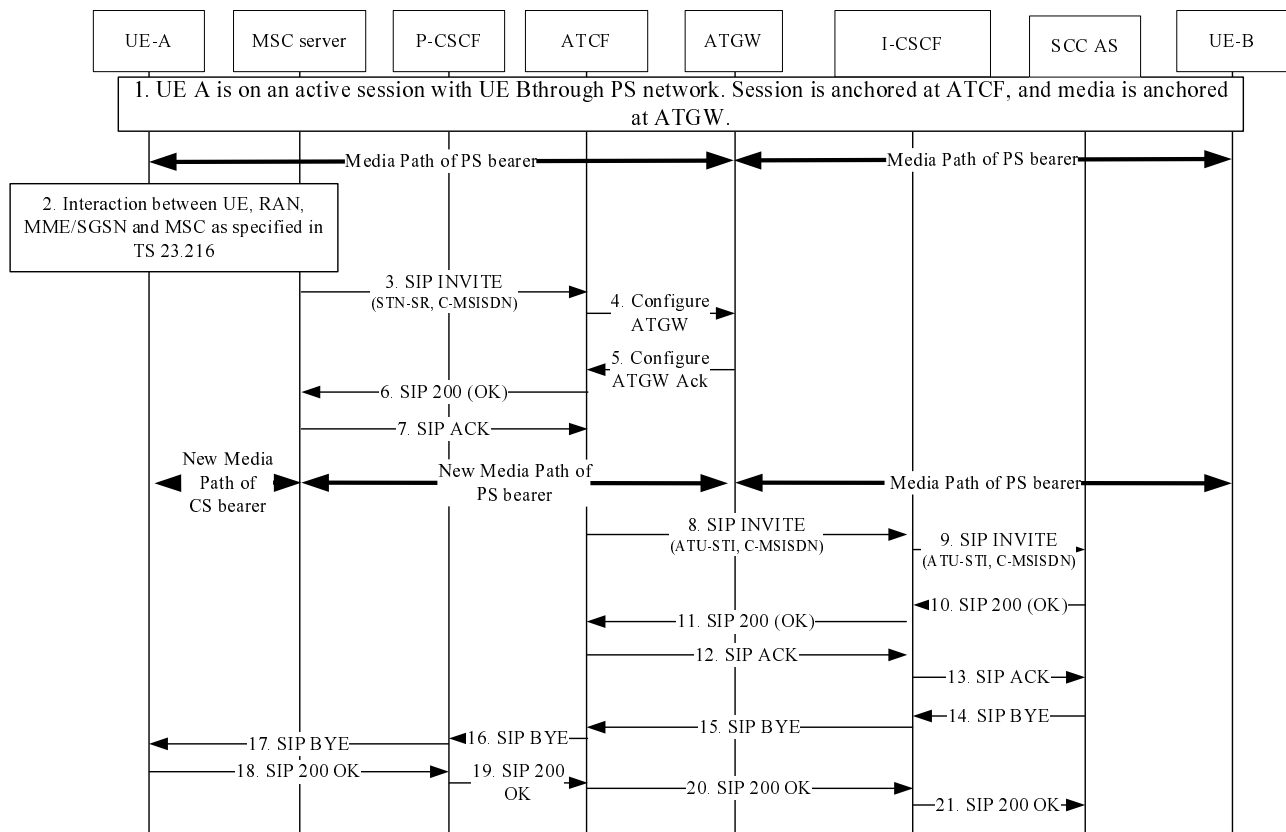 UE-A
MSC server
P-CSCF
ATCF
ATGW
I-CSCF
SCC AS
UE-B
1. UE A is on an active session with UE Bthrough PS network. Session is anchored at ATCF, and media is anchored
at ATGW.
Media Path of PS bearer
Media Path of PS bearer
2. Interaction between UE, RAN,
MME/SGSN and MSC as specified in
TS 23.216
3. SIP INVITE
(STN-SR, C-MSISDN)
4. Configure
ATGW
5. Configure
ATGW Ack
6. SIP 200 (OK)
7. SIP ACK
New Media
Path of
CS bearer
New Media Path of
PS bearer
Media Path of PS bearer
8. SIP INVITE
(ATU-STI, C-MSISDN)
9. SIP INVITE
(ATU-STI, C-MSISDN)
10. SIP 200 (OK)
11. SIP 200 (OK)
12. SIP ACK
13. SIP ACK
14. SIP BYE
15. SIP BYE
16. SIP BYE
17. SIP BYE
18. SIP 200 OK
19. SIP 200
OK
20. SIP 200 OK
21. SIP 200 OK